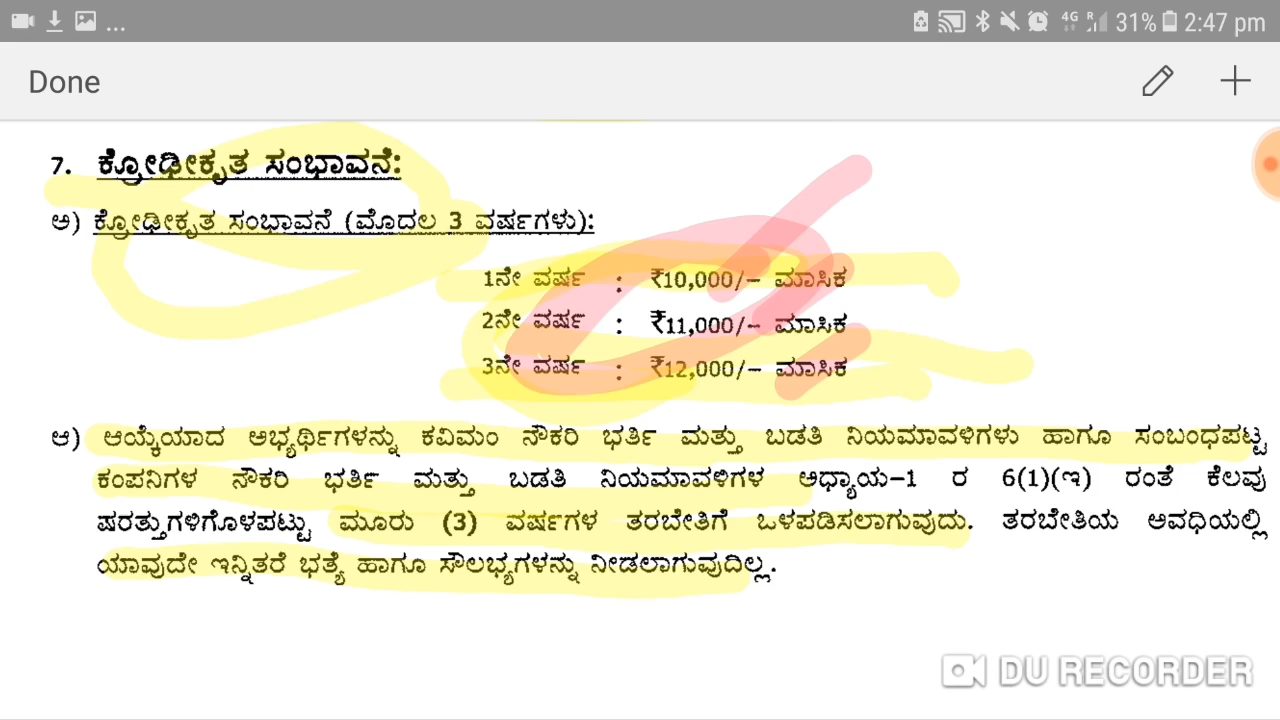 ... 4G R 31% 2:47 pm
Done
7. ಕ್ರೋಢೀಕೃತ ಸಂಭಾವನೆ:
ಅ) ಕ್ರೋಢೀಕೃತ ಸಂಭಾವನೆ (ಮೊದಲ 3 ವರ್ಷಗಳು):
1ನೇ ವರ್ಷ : ₹10,000/- ಮಾಸಿಕ
2ನೇ ವರ್ಷ : ₹11,000/- ಮಾಸಿಕ
3ನೇ ವರ್ಷ : ₹12,000/- ಮಾಸಿಕ
ಆ) ಆಯ್ಕೆಯಾದ ಅಭ್ಯರ್ಥಿಗಳನ್ನು ಕವಿಮಂ ನೌಕರಿ ಭರ್ತಿ ಮತ್ತು ಬಡತಿ ನಿಯಮಾವಳಿಗಳು ಹಾಗೂ ಸಂಬಂಧಪಟ್ಟ
ಕಂಪನಿಗಳ ನೌಕರಿ ಭರ್ತಿ ಮತ್ತು ಬಡತಿ ನಿಯಮಾವಳಿಗಳ ಅಧ್ಯಾಯ-1 ರ 6(1)(ಇ) ರಂತೆ ಕೆಲವು
ಷರತ್ತುಗಳಿಗೊಳಪಟ್ಟು ಮೂರು (3) ವರ್ಷಗಳ ತರಬೇತಿಗೆ ಒಳಪಡಿಸಲಾಗುವುದು. ತರಬೇತಿಯ ಅವಧಿಯಲ್ಲಿ
ಯಾವುದೇ ಇನ್ನಿತರೆ ಭತ್ಯೆ ಹಾಗೂ ಸೌಲಭ್ಯಗಳನ್ನು ನೀಡಲಾಗುವುದಿಲ್ಲ.
DU RECORDER